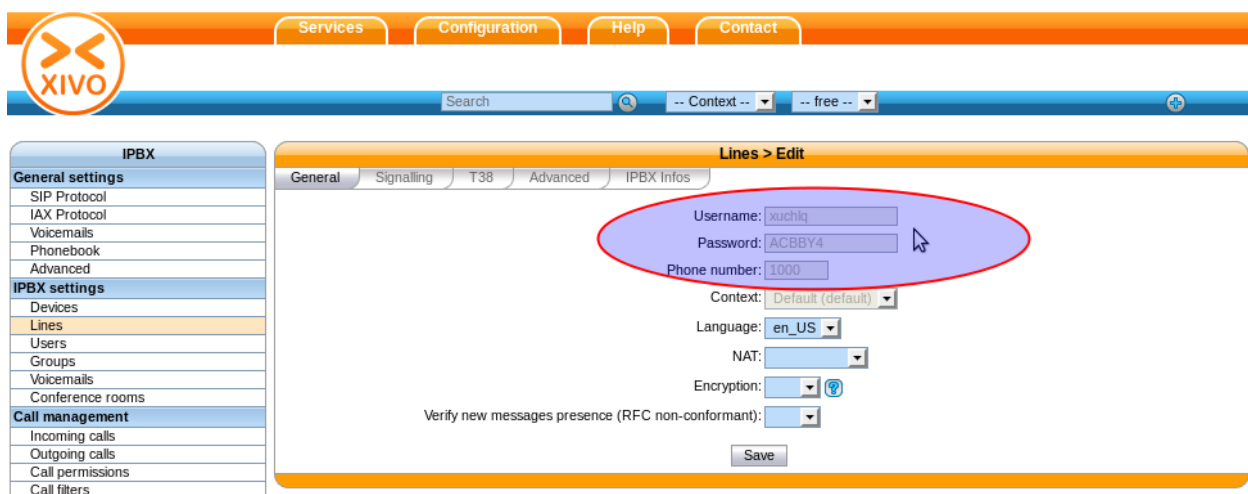 Services Configuration Help Contact
XIVO
Search -- Context -- -- free --
IPBX
General settings
SIP Protocol
IAX Protocol
Voicemails
Phonebook
Advanced
IPBX settings
Devices
Lines
Users
Groups
Voicemails
Conference rooms
Call management
Incoming calls
Outgoing calls
Call permissions
Call filters
Lines > Edit
General Signalling T38 Advanced IPBX Infos
Username: xuchlq
Password: ACBBY4
Phone number: 1000
Context: Default (default)
Language: en_US
NAT:
Encryption: ?
Verify new messages presence (RFC non-conformant):
Save